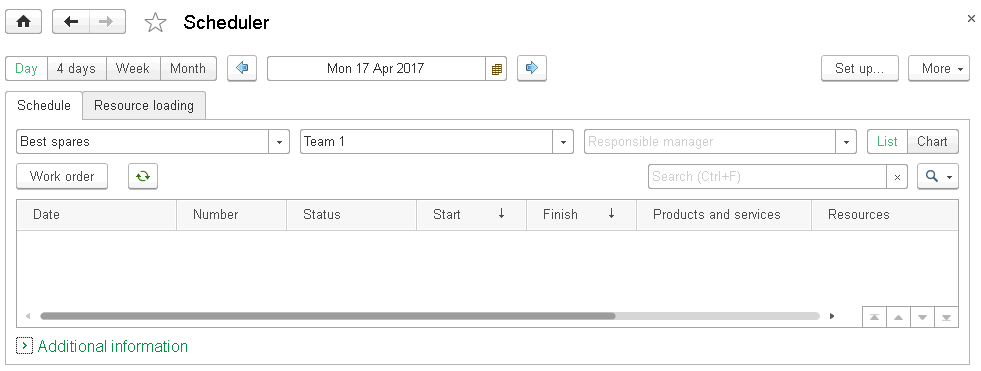 Scheduler
Day 4 days Week Month Mon 17 Apr 2017 Set up... More
Schedule Resource loading
Best spares Team 1 Responsible manager List Chart
Work order Search (Ctrl+F) x
Date Number Status Start ↓ Finish ↓ Products and services Resources
Additional information